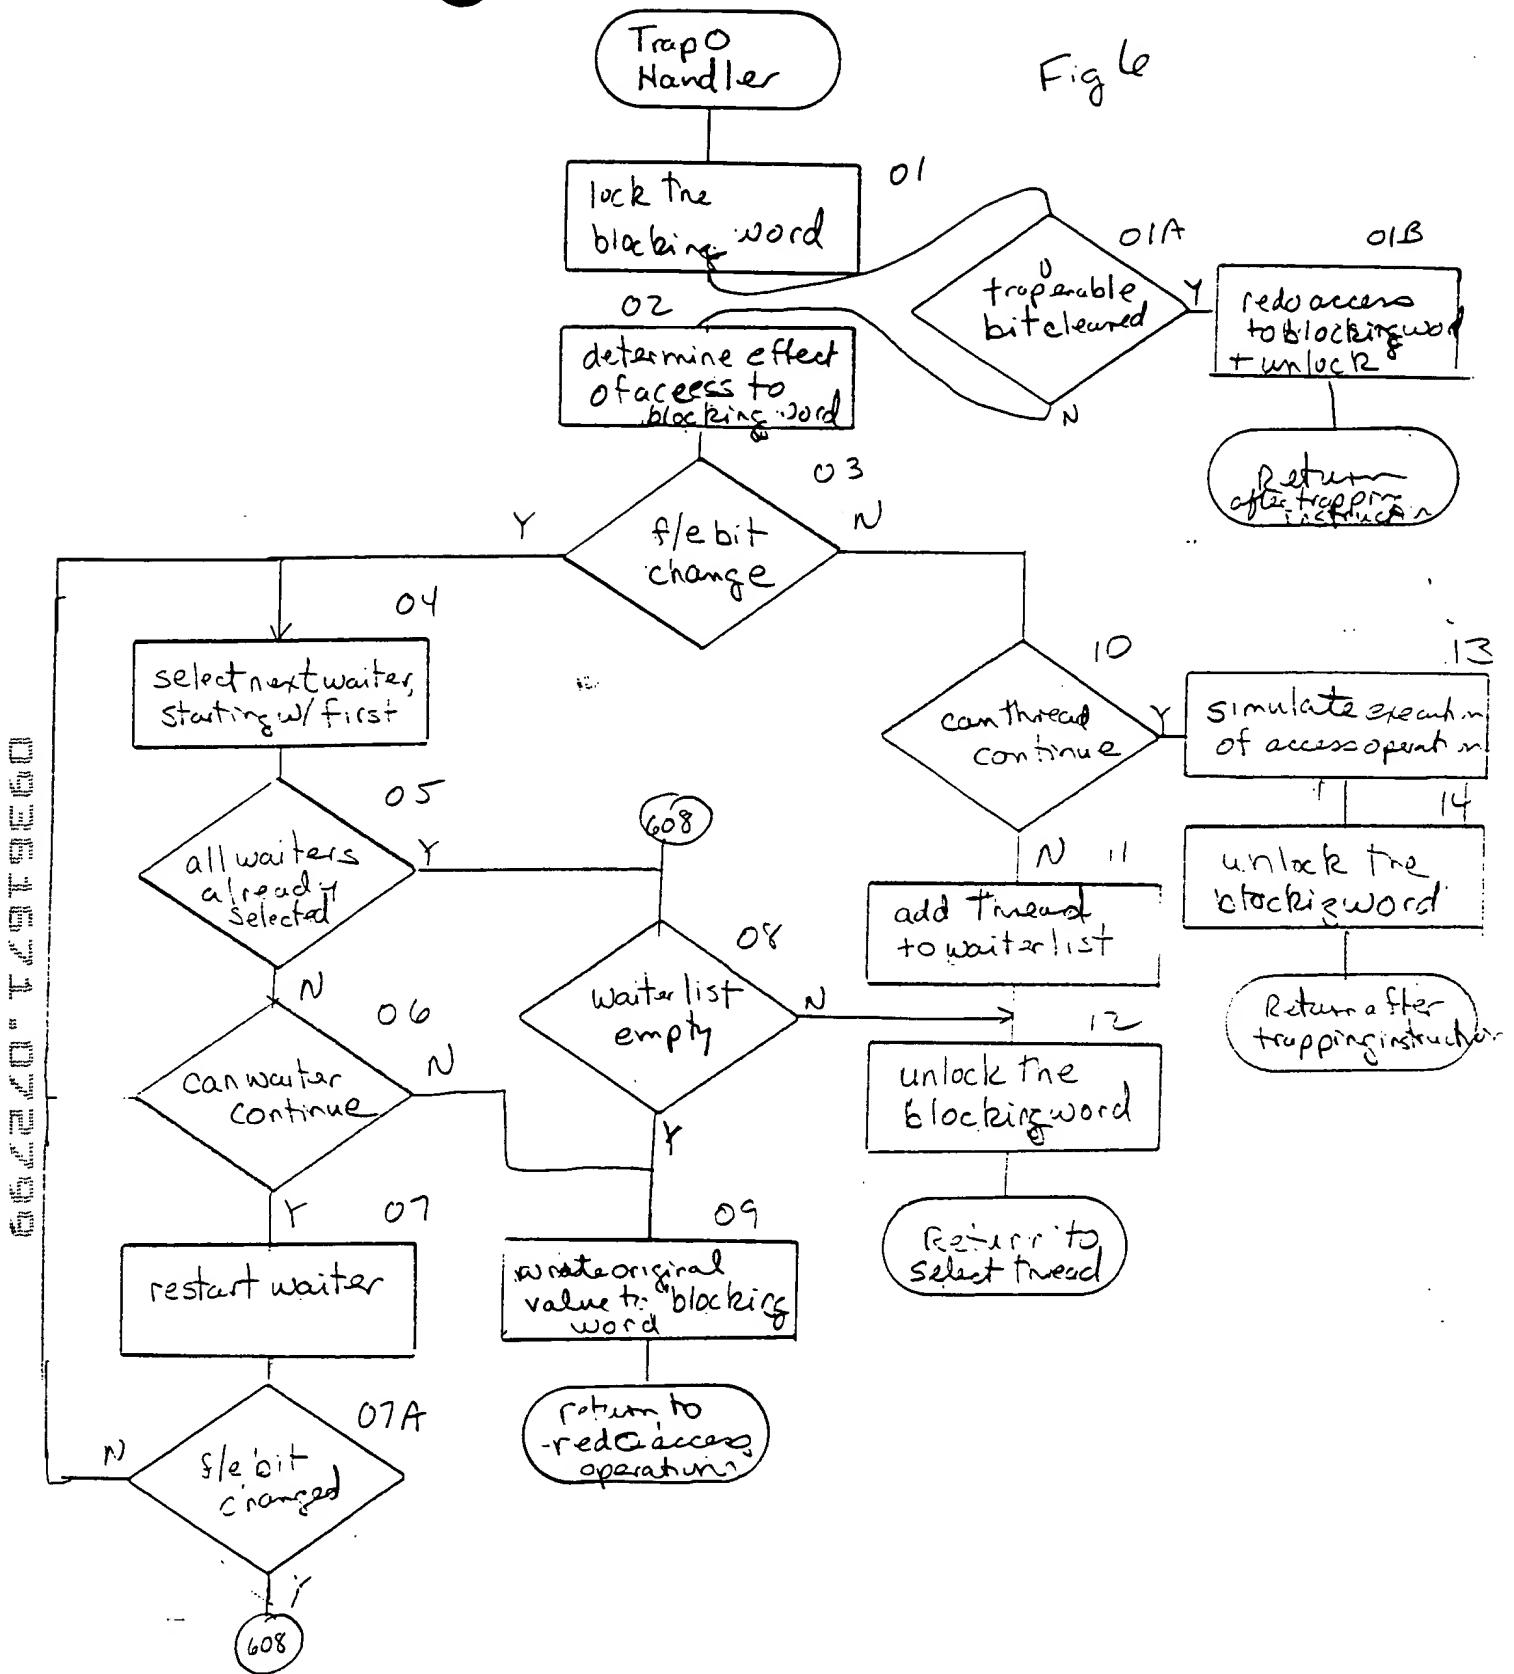 Trap 0
Handler
Fig 6
01
lock the
blocking word
01A
trap 0 enable
bit cleared
Y
N
01B
redo access
to blocking word
+ unlock
Return
after trapping
instruction
02
determine effect
of access to
blocking word
03
f/e bit
change
Y
N
04
select next waiter,
starting w/ first
05
all waiters
already
selected
Y
N
06
can waiter
continue
N
Y
07
restart waiter
07A
f/e bit
changed
N
Y
608
608
08
waiter list
empty
N
Y
09
write original
value to blocking
word
return to
redo access
operation
10
can thread
continue
Y
N
11
add thread
to waiter list
12
unlock the
blocking word
Return to
select thread
13
simulate execution
of access operation
14
unlock the
blocking word
Return after
trapping instruction
09361671.072799